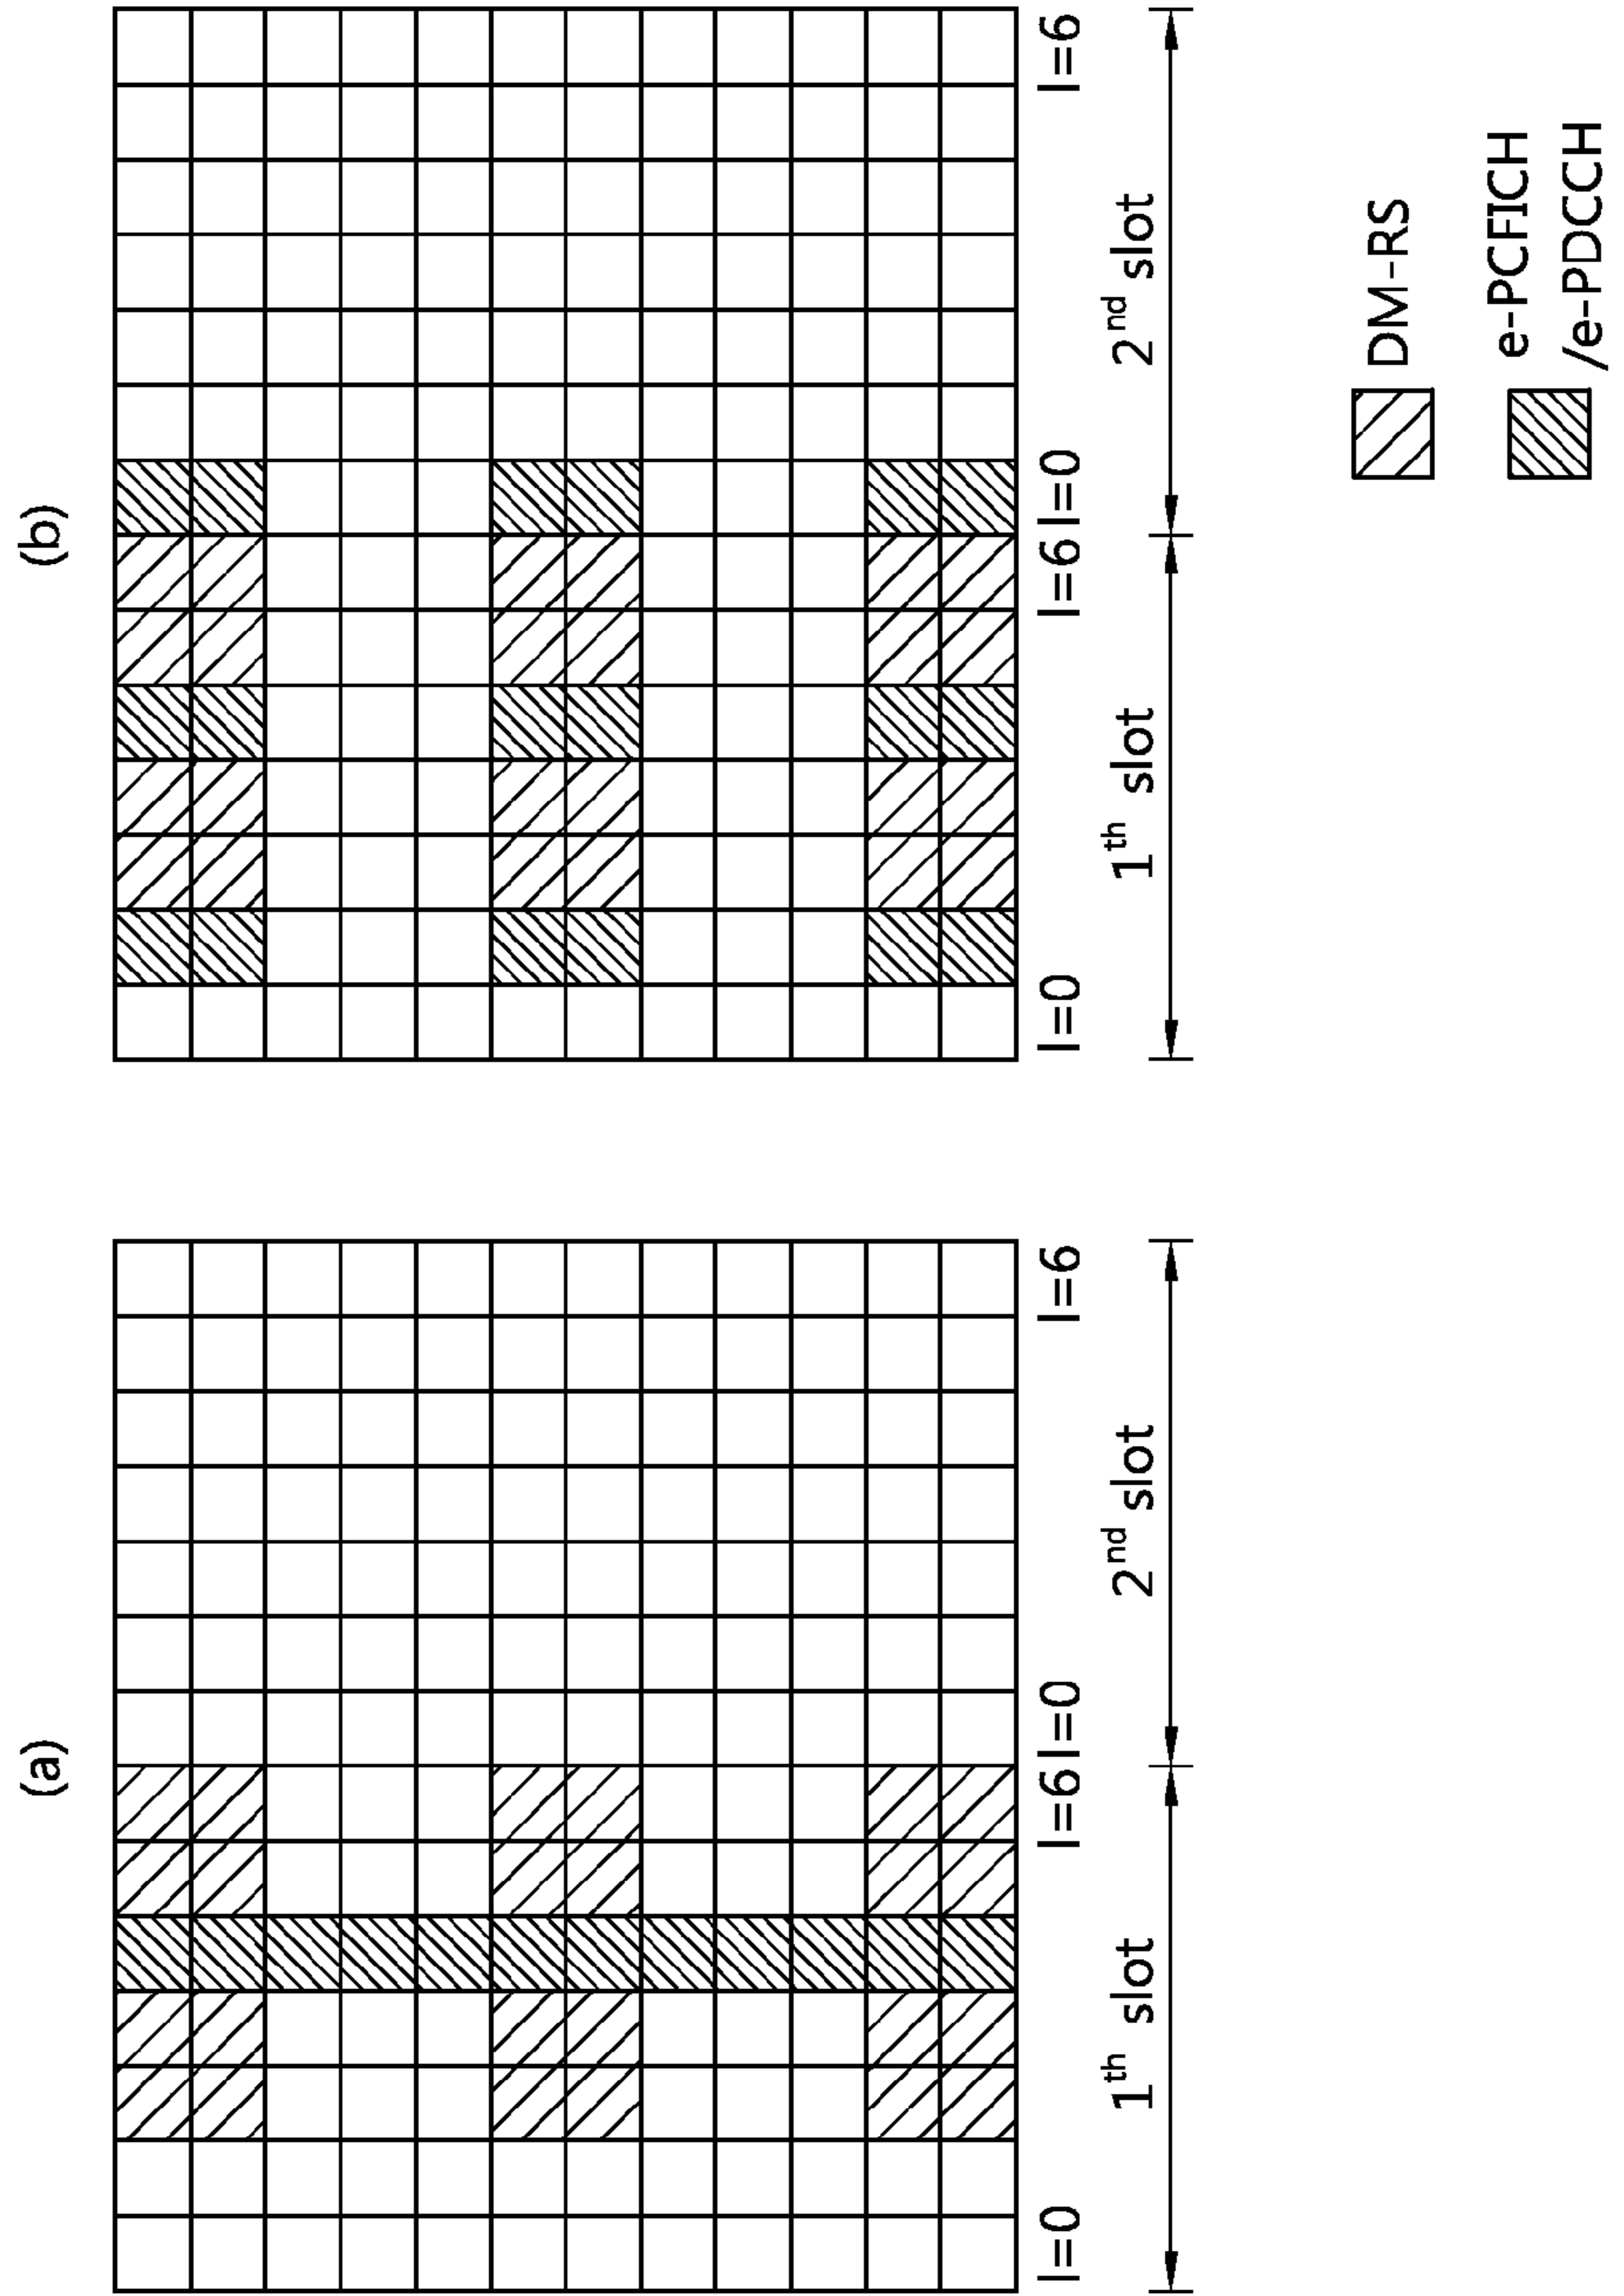 (a)
l=0
l=6
l=0
l=6
1th slot
2nd slot
(b)
l=0
l=6
l=0
l=6
1th slot
2nd slot
DM-RS
e-PCFICH
/e-PDCCH